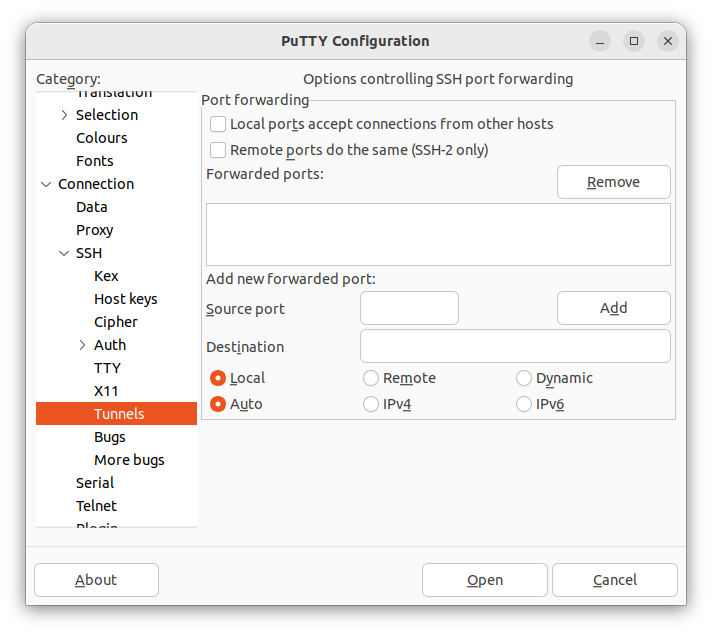 PuTTY Configuration
Category:
Translation
Selection
Colours
Fonts
Connection
Data
Proxy
SSH
Kex
Host keys
Cipher
Auth
TTY
X11
Tunnels
Bugs
More bugs
Serial
Telnet
Plugin
Options controlling SSH port forwarding
Port forwarding
Local ports accept connections from other hosts
Remote ports do the same (SSH-2 only)
Forwarded ports:
Remove
Add new forwarded port:
Source port
Add
Destination
Local Remote Dynamic
Auto IPv4 IPv6
About Open Cancel